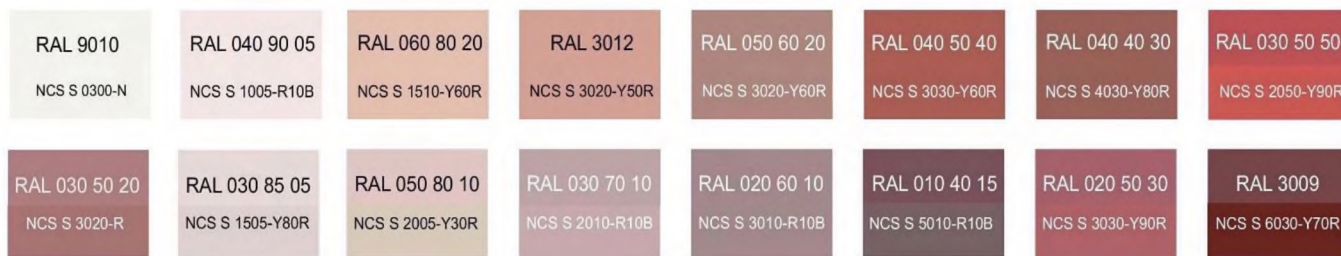 RAL 9010
NCS S 0300-N
RAL 040 90 05
NCS S 1005-R10B
RAL 060 80 20
NCS S 1510-Y60R
RAL 3012
NCS S 3020-Y50R
RAL 050 60 20
NCS S 3020-Y60R
RAL 040 50 40
NCS S 3030-Y60R
RAL 040 40 30
NCS S 4030-Y80R
RAL 030 50 50
NCS S 2050-Y90R
RAL 030 50 20
NCS S 3020-R
RAL 030 85 05
NCS S 1505-Y80R
RAL 050 80 10
NCS S 2005-Y30R
RAL 030 70 10
NCS S 2010-R10B
RAL 020 60 10
NCS S 3010-R10B
RAL 010 40 15
NCS S 5010-R10B
RAL 020 50 30
NCS S 3030-Y90R
RAL 3009
NCS S 6030-Y70R